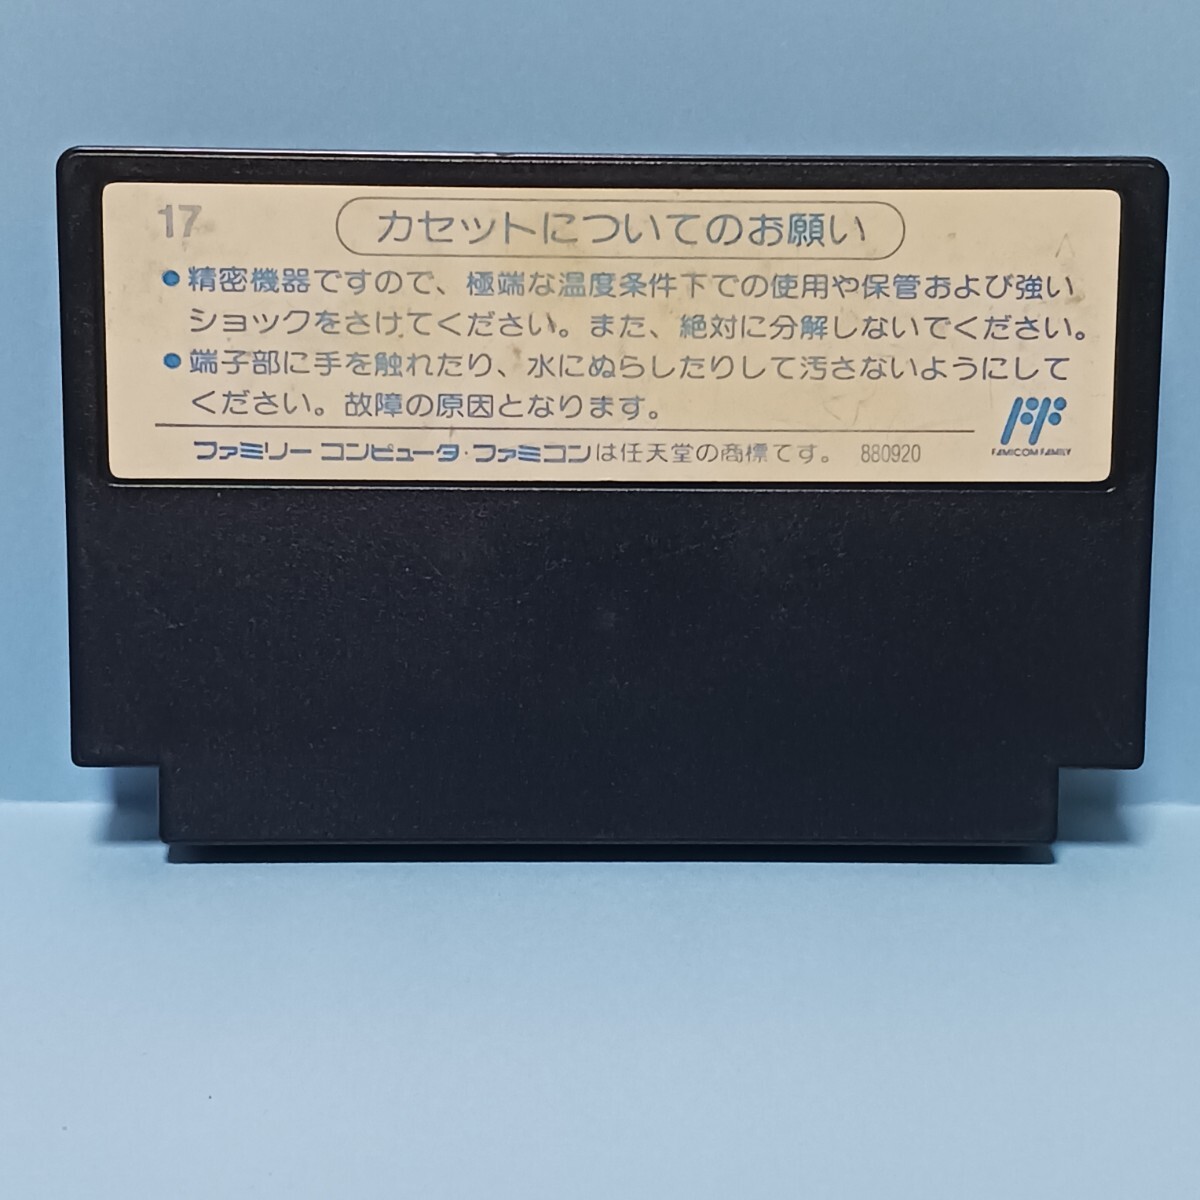 17
カセットについてのお願い
●精密機器ですので、極端な温度条件下での使用や保管および強い
ショックをさけてください。また、絶対に分解しないでください。
●端子部に手を触れたり、水にぬらしたりして汚さないようにして
ください。故障の原因となります。
ファミリーコンピュータ・ファミコンは任天堂の商標です。 880920
FAMICOM FAMILY